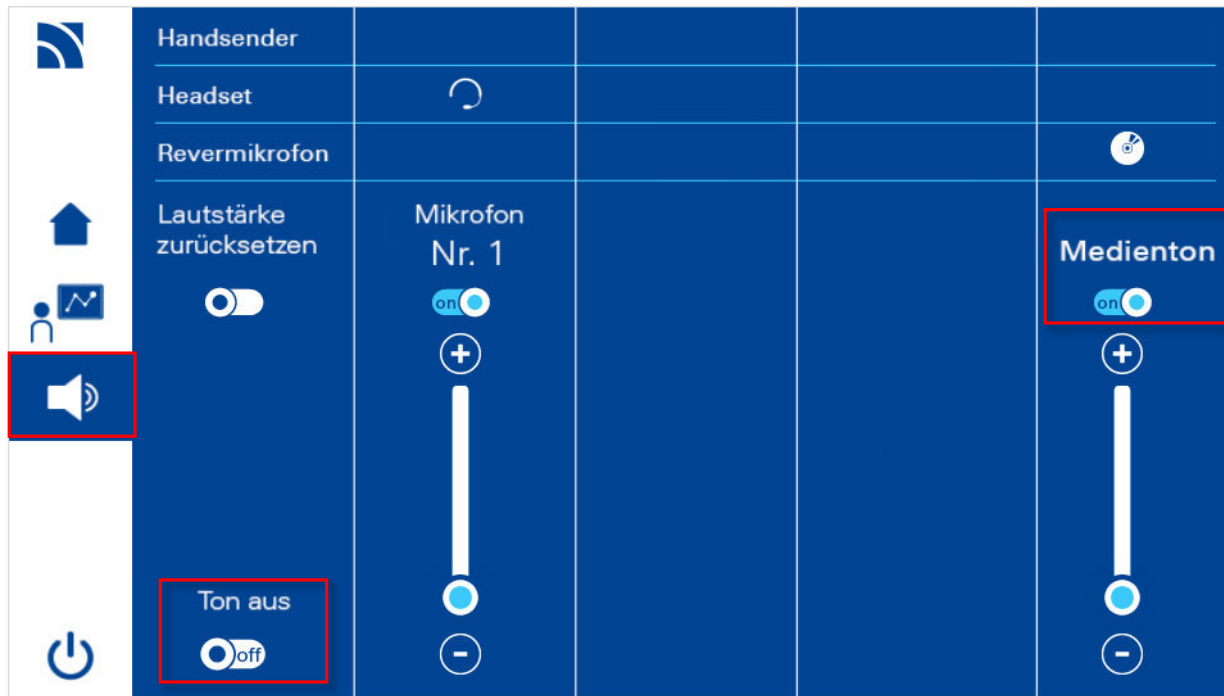 Handsender
Headset
Revermikrofon
Lautstärke
zurücksetzen
Mikrofon
Nr. 1
on
Medienton
on
Ton aus
off